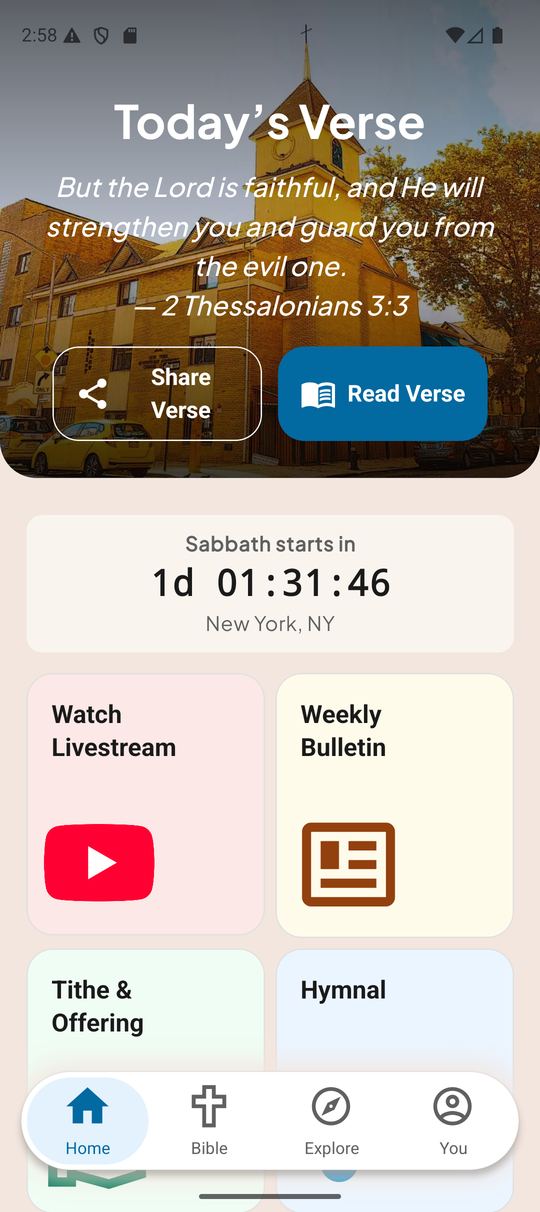 2:58
Today’s Verse
But the Lord is faithful, and He will
strengthen you and guard you from
the evil one.
— 2 Thessalonians 3:3
Share
Verse
Read Verse
Sabbath starts in
1d 01:31:46
New York, NY
Watch
Livestream
Weekly
Bulletin
Tithe &
Offering
Hymnal
Home
Bible
Explore
You